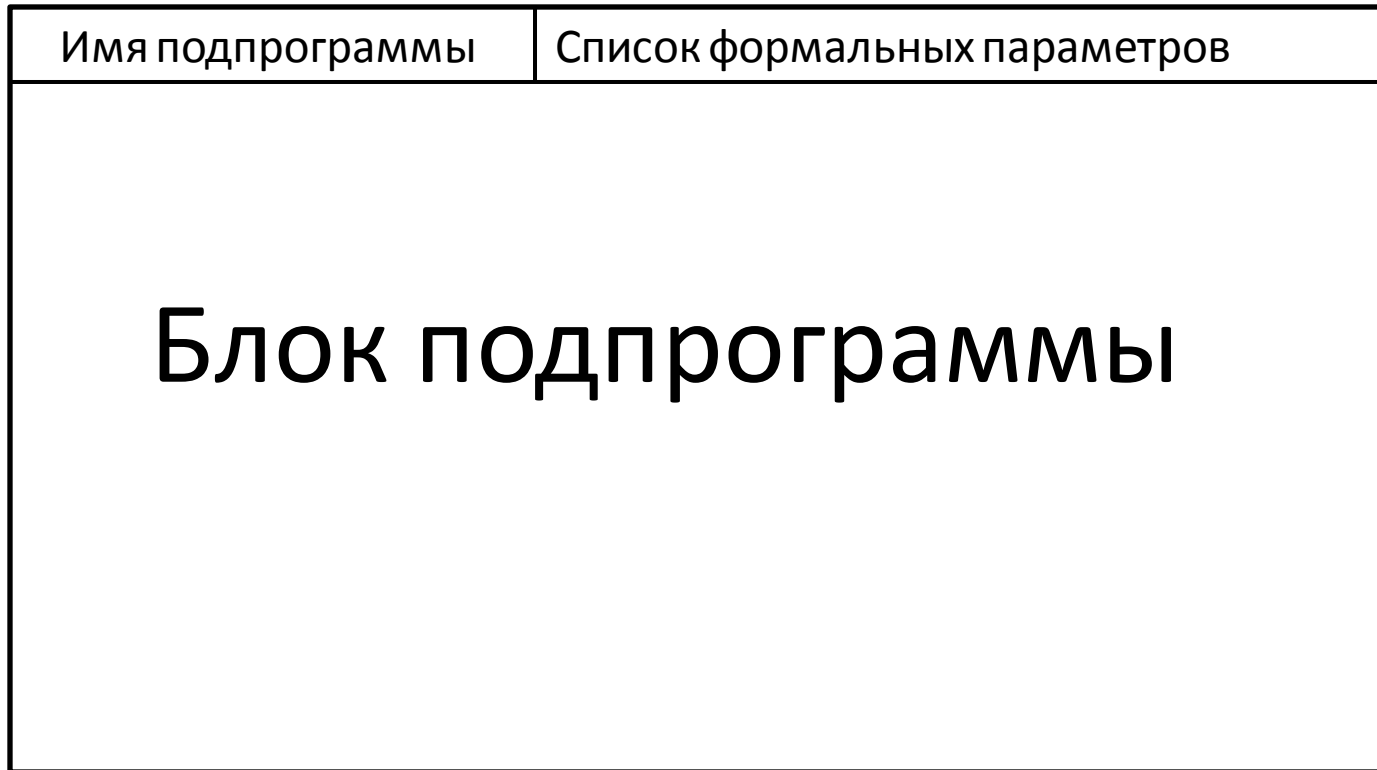 Имя подпрограммы
Список формальных параметров
Блок подпрограммы